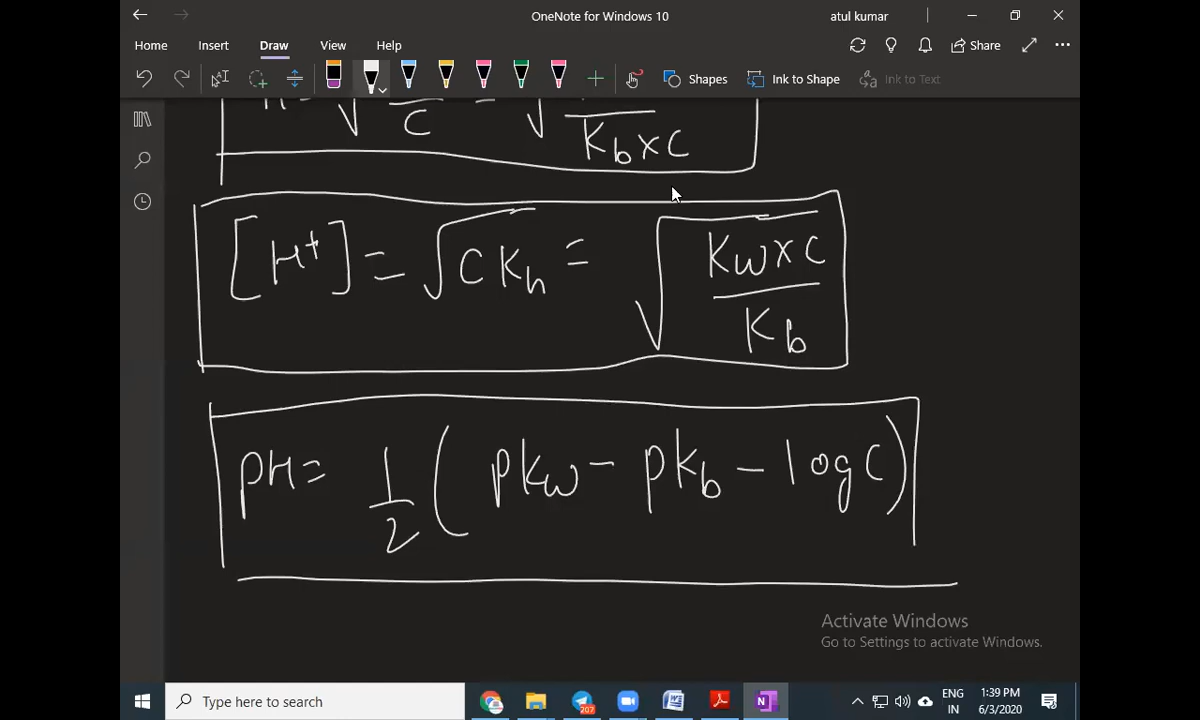 OneNote for Windows 10
atul kumar
Home Insert Draw View Help
Share
Shapes Ink to Shape Ink to Text
C
Kb×C
[H+] = √CKh = √Kw×C
Kb
pH = 1/2 (pKw - pKb - log C)
Activate Windows
Go to Settings to activate Windows.
Type here to search
207
ENG
IN
1:39 PM
6/3/2020